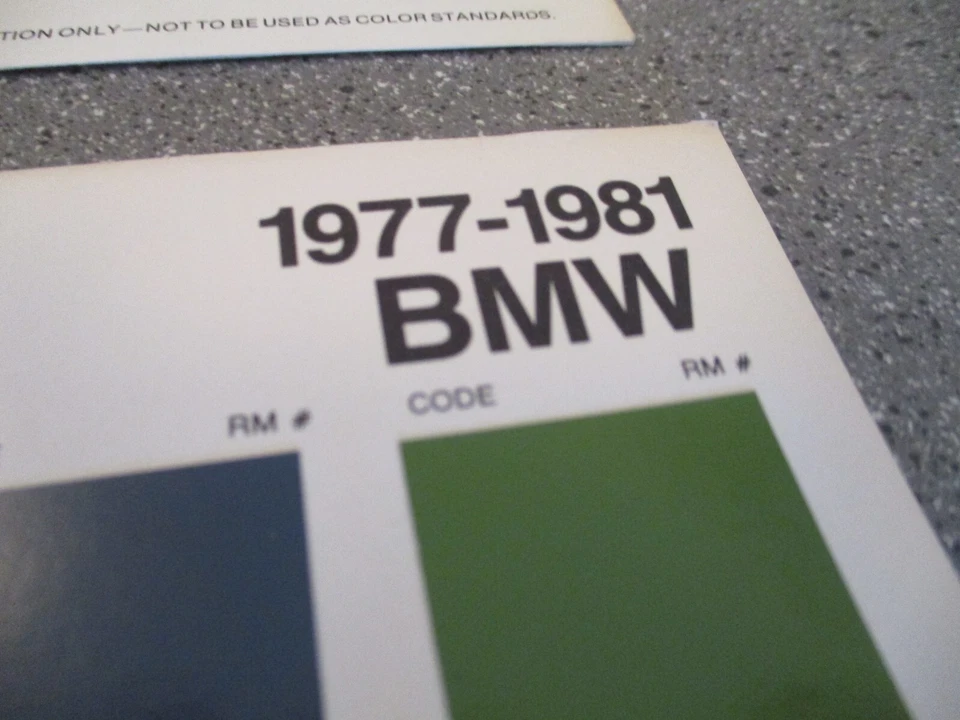 TION ONLY—NOT TO BE USED AS COLOR STANDARDS.
1977-1981
BMW
RM # CODE RM #